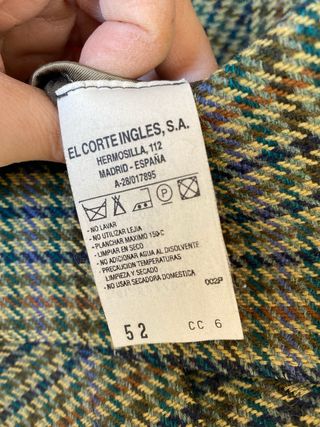 EL CORTE INGLES, S.A.
HERMOSILLA, 112
MADRID - ESPAÑA
A-28/017895
P
- NO LAVAR
- NO UTILIZAR LEJIA
- PLANCHAR MAXIMO 150·C
- LIMPIAR EN SECO
- NO ADICIONAR AGUA AL DISOLVENTE
- PRECAUCION TEMPERATURAS
LIMPIEZA Y SECADO
- NO USAR SECADORA DOMESTICA
002P
52 CC 6